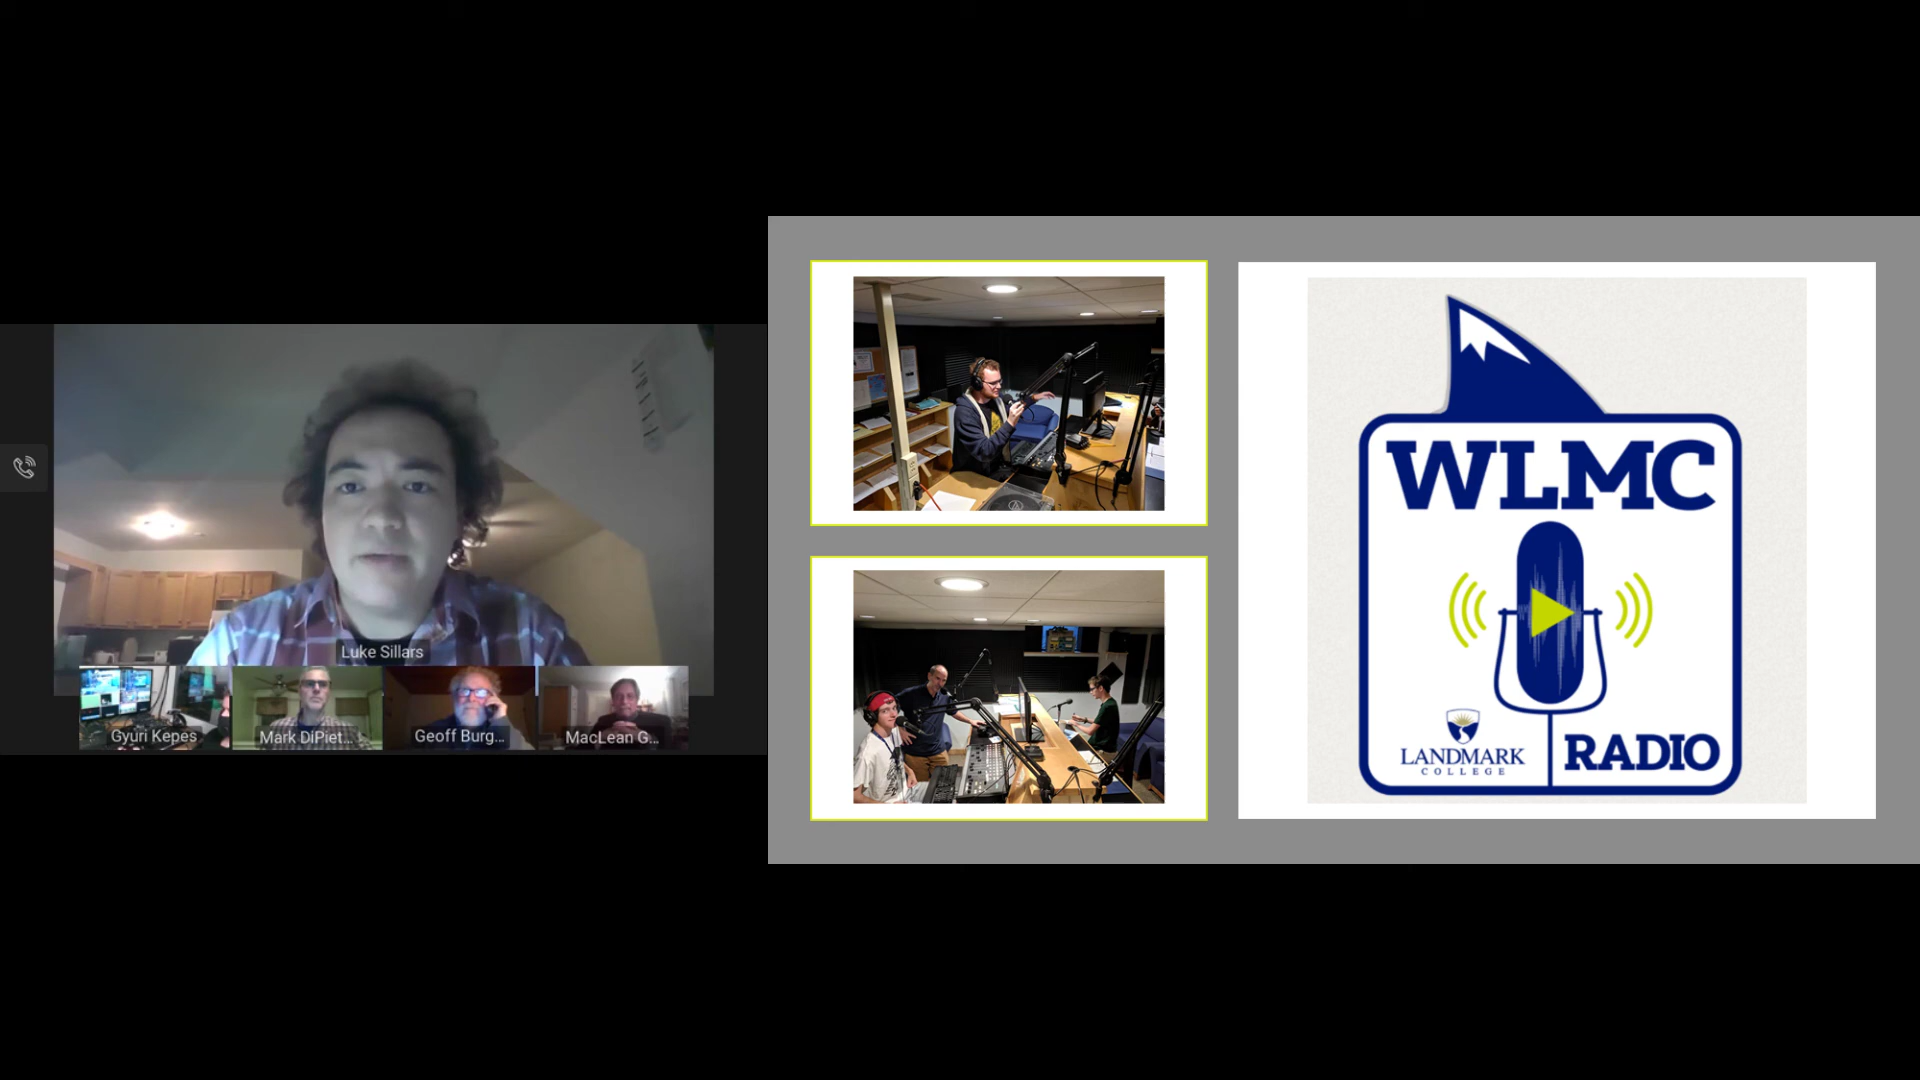 Luke Sillars
Gyuri Kepes
Mark DiPiet...
Geoff Burg...
MacLean G...
WLMC
LANDMARK
COLLEGE
RADIO